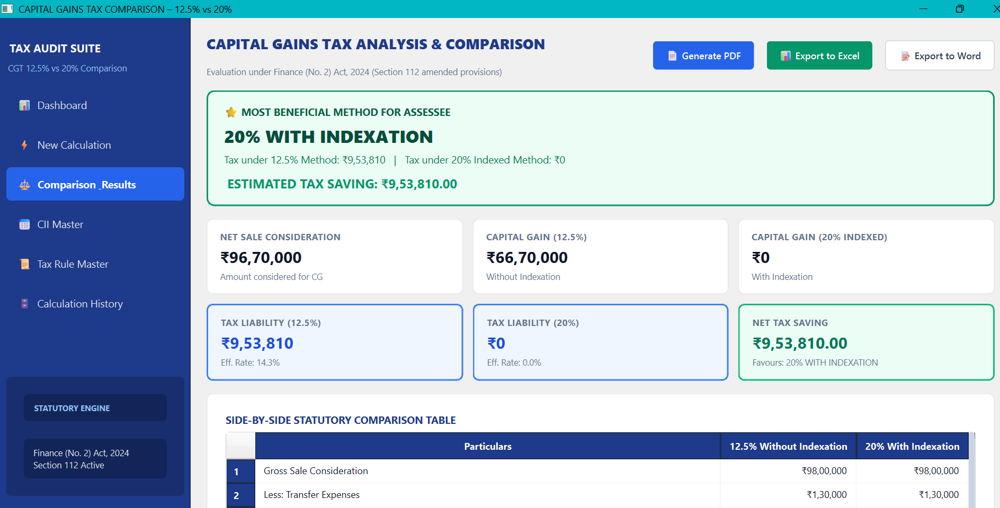 CAPITAL GAINS TAX COMPARISON – 12.5% vs 20%
TAX AUDIT SUITE
CGT 12.5% vs 20% Comparison
Dashboard
New Calculation
Comparison _Results
CII Master
Tax Rule Master
Calculation History
STATUTORY ENGINE
Finance (No. 2) Act, 2024
Section 112 Active
CAPITAL GAINS TAX ANALYSIS & COMPARISON
Evaluation under Finance (No. 2) Act, 2024 (Section 112 amended provisions)
Generate PDF
Export to Excel
Export to Word
MOST BENEFICIAL METHOD FOR ASSESSEE
20% WITH INDEXATION
Tax under 12.5% Method: ₹9,53,810 | Tax under 20% Indexed Method: ₹0
ESTIMATED TAX SAVING: ₹9,53,810.00
NET SALE CONSIDERATION
₹96,70,000
Amount considered for CG
CAPITAL GAIN (12.5%)
₹66,70,000
Without Indexation
CAPITAL GAIN (20% INDEXED)
₹0
With Indexation
TAX LIABILITY (12.5%)
₹9,53,810
Eff. Rate: 14.3%
TAX LIABILITY (20%)
₹0
Eff. Rate: 0.0%
NET TAX SAVING
₹9,53,810.00
Favours: 20% WITH INDEXATION
SIDE-BY-SIDE STATUTORY COMPARISON TABLE
Particulars 12.5% Without Indexation 20% With Indexation
1 Gross Sale Consideration ₹98,00,000 ₹98,00,000
2 Less: Transfer Expenses ₹1,30,000 ₹1,30,000